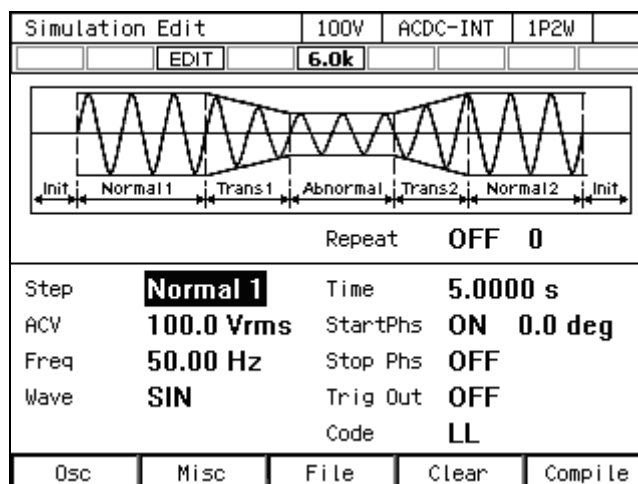 Simulation Edit 100V ACDC-INT 1P2W
EDIT 6.0k
Init Normal1 Trans1 Abnormal Trans2 Normal2 Init
Repeat OFF 0
Step Normal 1 Time 5.0000 s
ACV 100.0 Vrms StartPhs ON 0.0 deg
Freq 50.00 Hz Stop Phs OFF
Wave SIN Trig Out OFF
Code LL
Osc Misc File Clear Compile